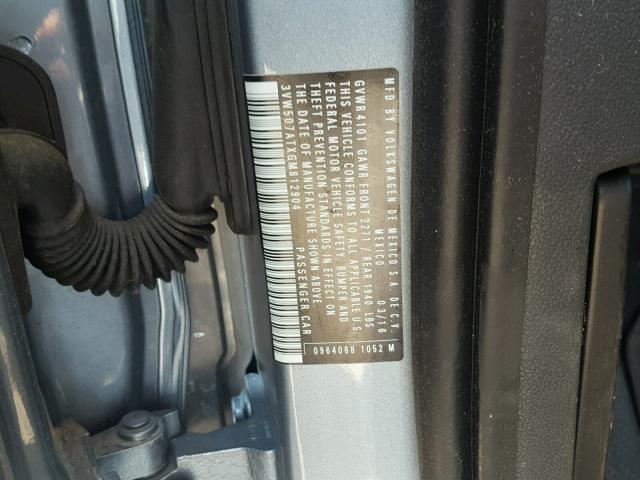 MFD BY VOLKSWAGEN DE MEXICO S.A. DE C.V.
MEXICO 03/16
GVWR 4101 GAWR FRONT 2271 / REAR 1940 LBS
THIS VEHICLE CONFORMS TO ALL APPLICABLE U.S.
FEDERAL MOTOR VEHICLE SAFETY, BUMPER AND
THEFT PREVENTION STANDARDS IN EFFECT ON
THE DATE OF MANUFACTURE SHOWN ABOVE.
3VW507ATXGM812904 PASSENGER CAR
0964068 1052 M